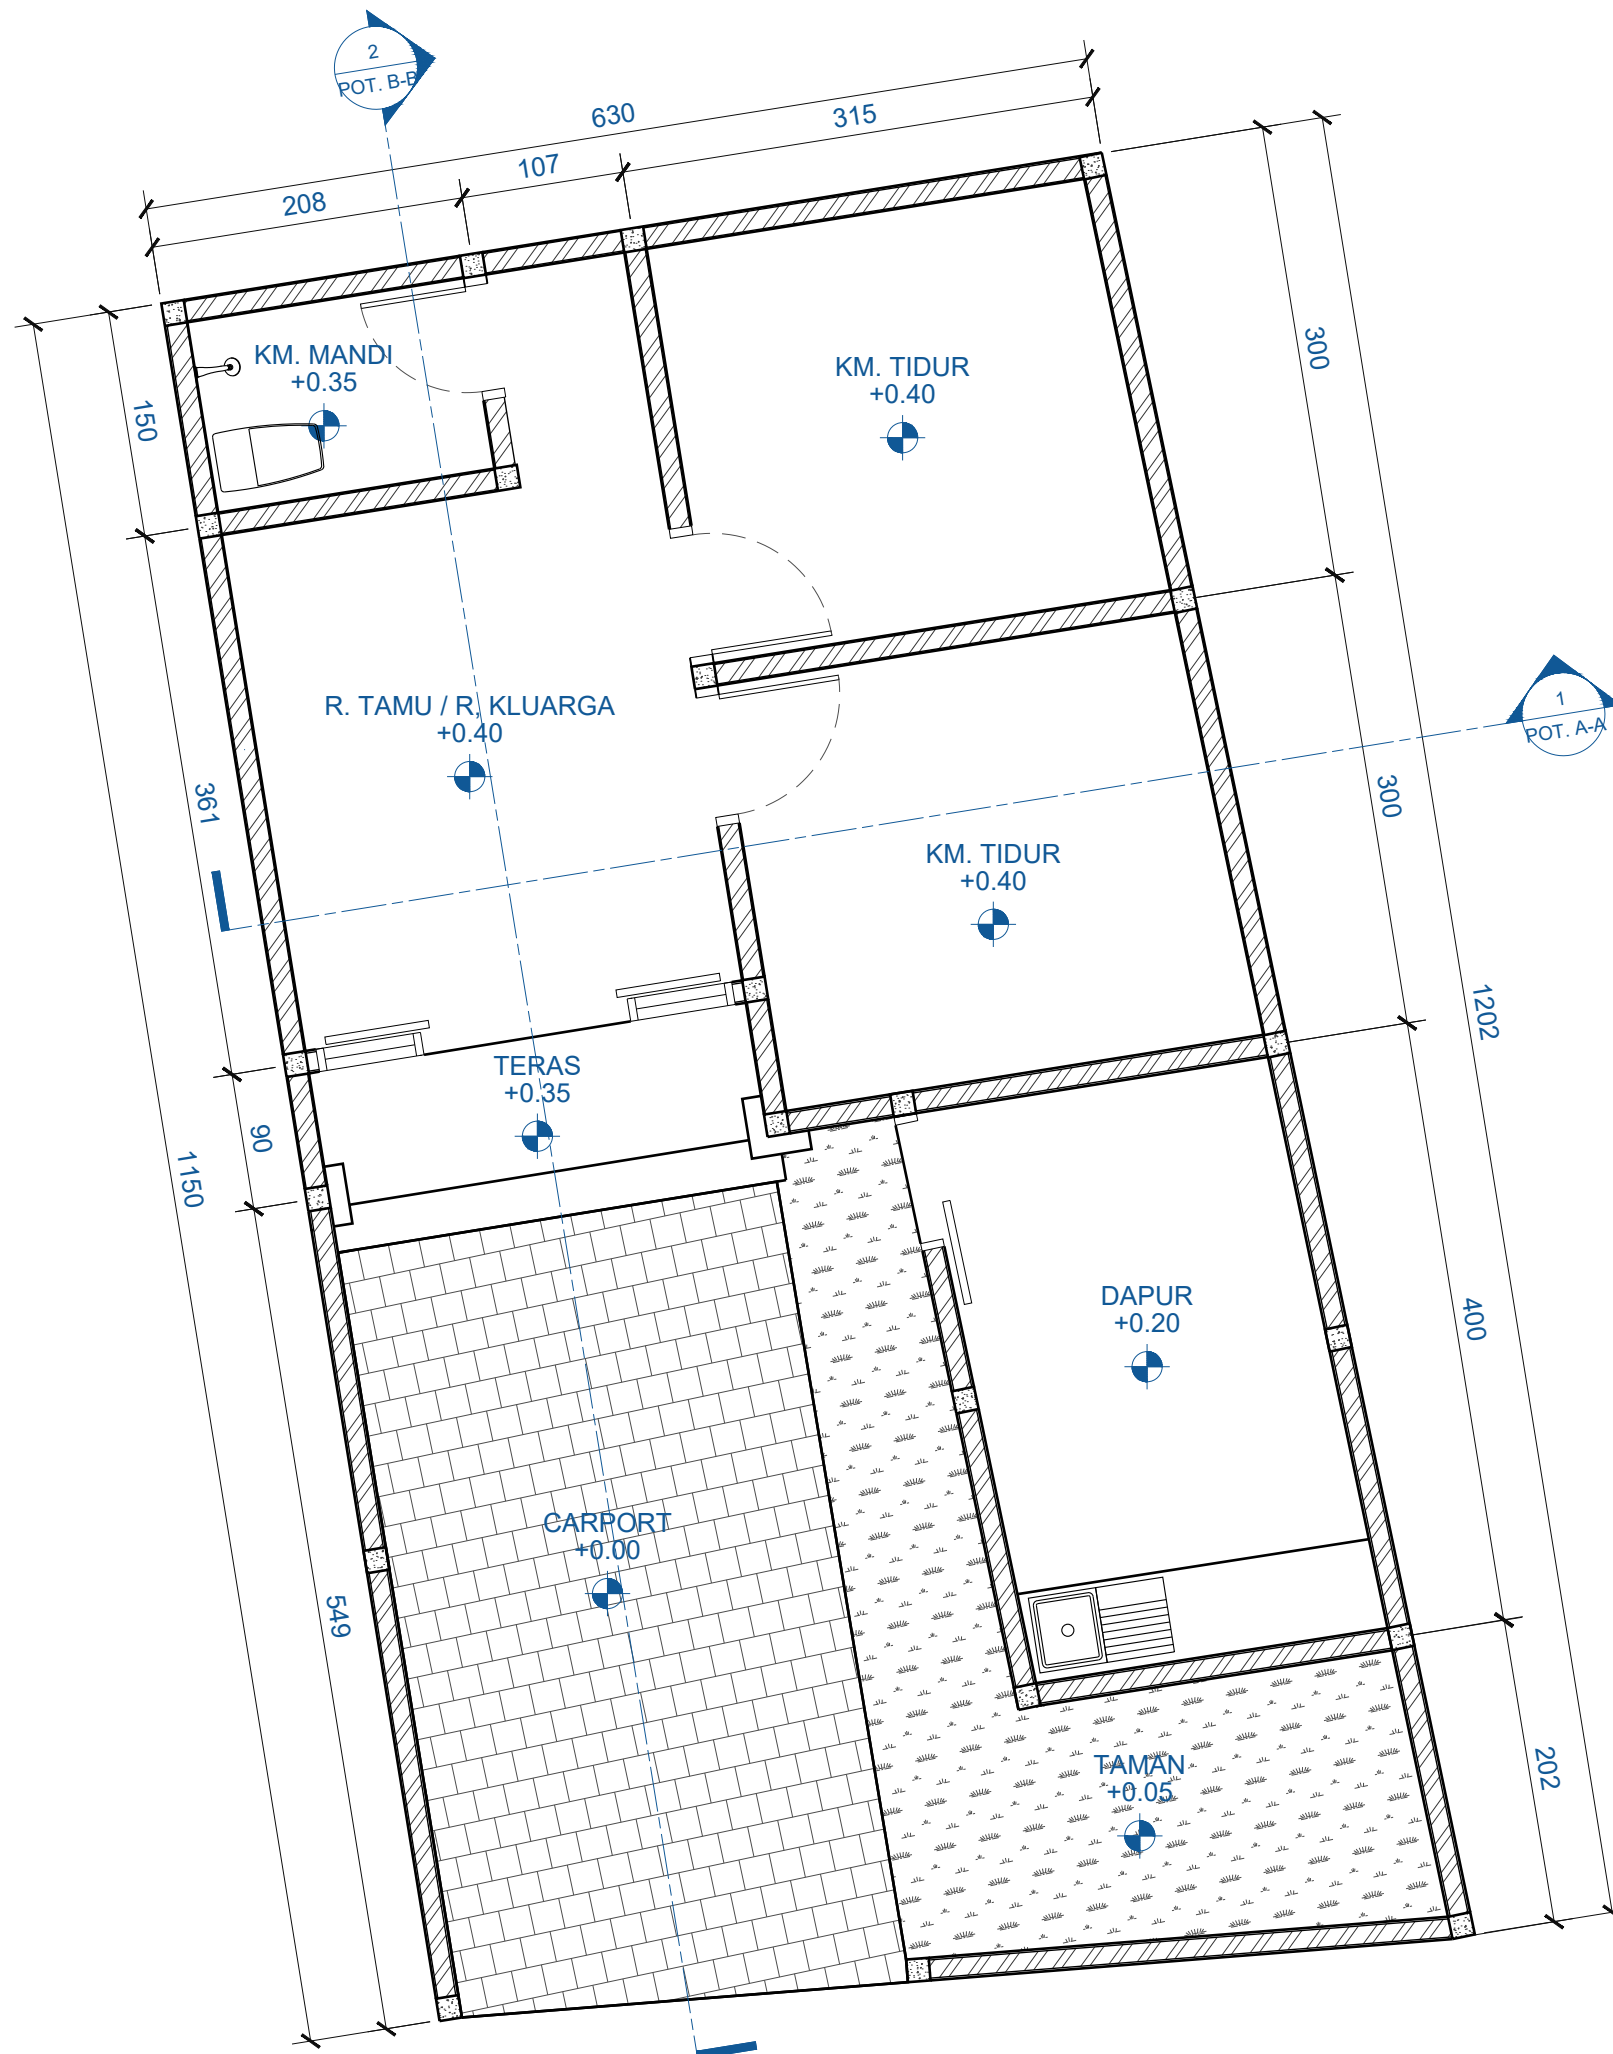 2
POT. B-B
630
315
107
208
300
KM. MANDI
+0.35
KM. TIDUR
+0.40
150
R. TAMU / R, KLUARGA
+0.40
1
POT. A-A
361
300
KM. TIDUR
+0.40
1202
TERAS
+0.35
90
1150
DAPUR
+0.20
400
CARPORT
+0.00
549
TAMAN
+0.05
202